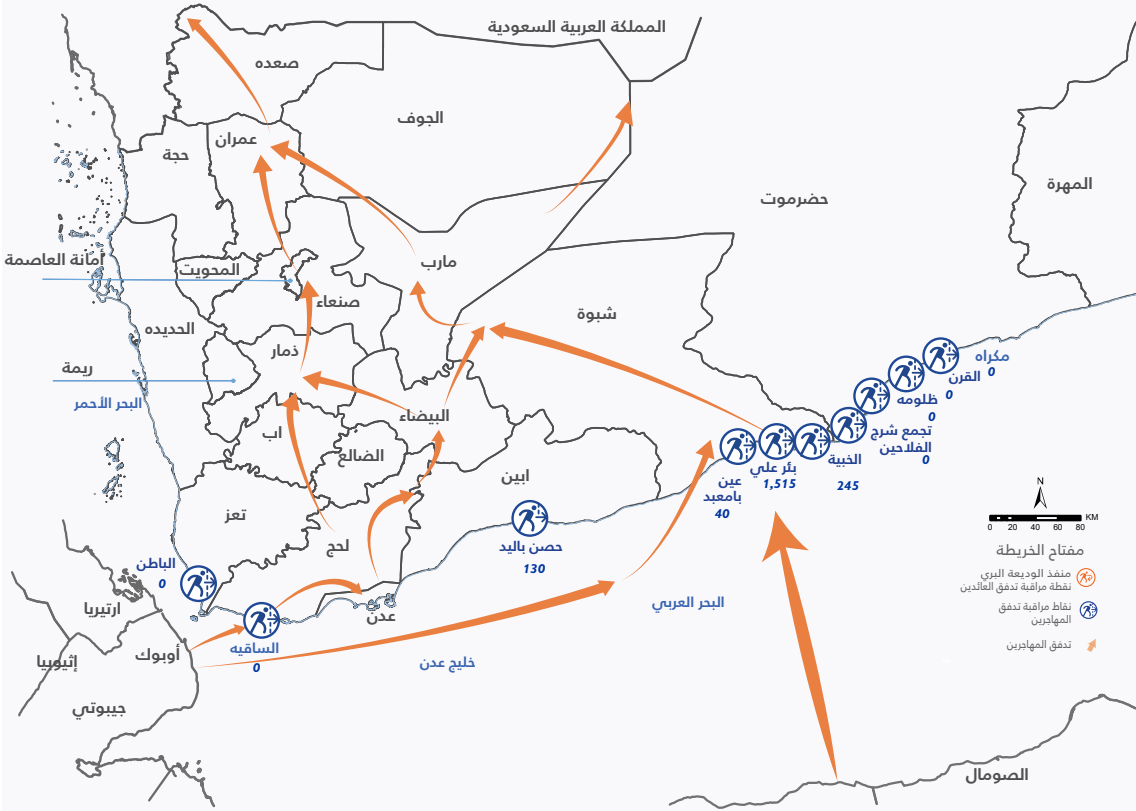 المملكة العربية السعودية
صعده
الجوف
عمران
حجة
المهرة
حضرموت
أمانة العاصمة
المحويت
مارب
صنعاء
شبوة
الحديده
ذمار
ريمة
البحر الأحمر
مكراه
0
القرن
0
ظلومه
0
تجمع شرج
الفلاحين
0
الخبية
245
بئر علي
1,515
عين
بامعبد
40
البيضاء
اب
الضالع
ابين
تعز
لحج
حصن باليد
130
الباطن
0
عدن
الساقيه
0
ارتيريا
أوبوك
إثيوبيا
جيبوتي
البحر العربي
خليج عدن
الصومال
N
0 20 40 60 80 KM
مفتاح الخريطة
منفذ الوديعة البري
نقطة مراقبة تدفق العائدين
نقاط مراقبة تدفق
المهاجرين
تدفق المهاجرين